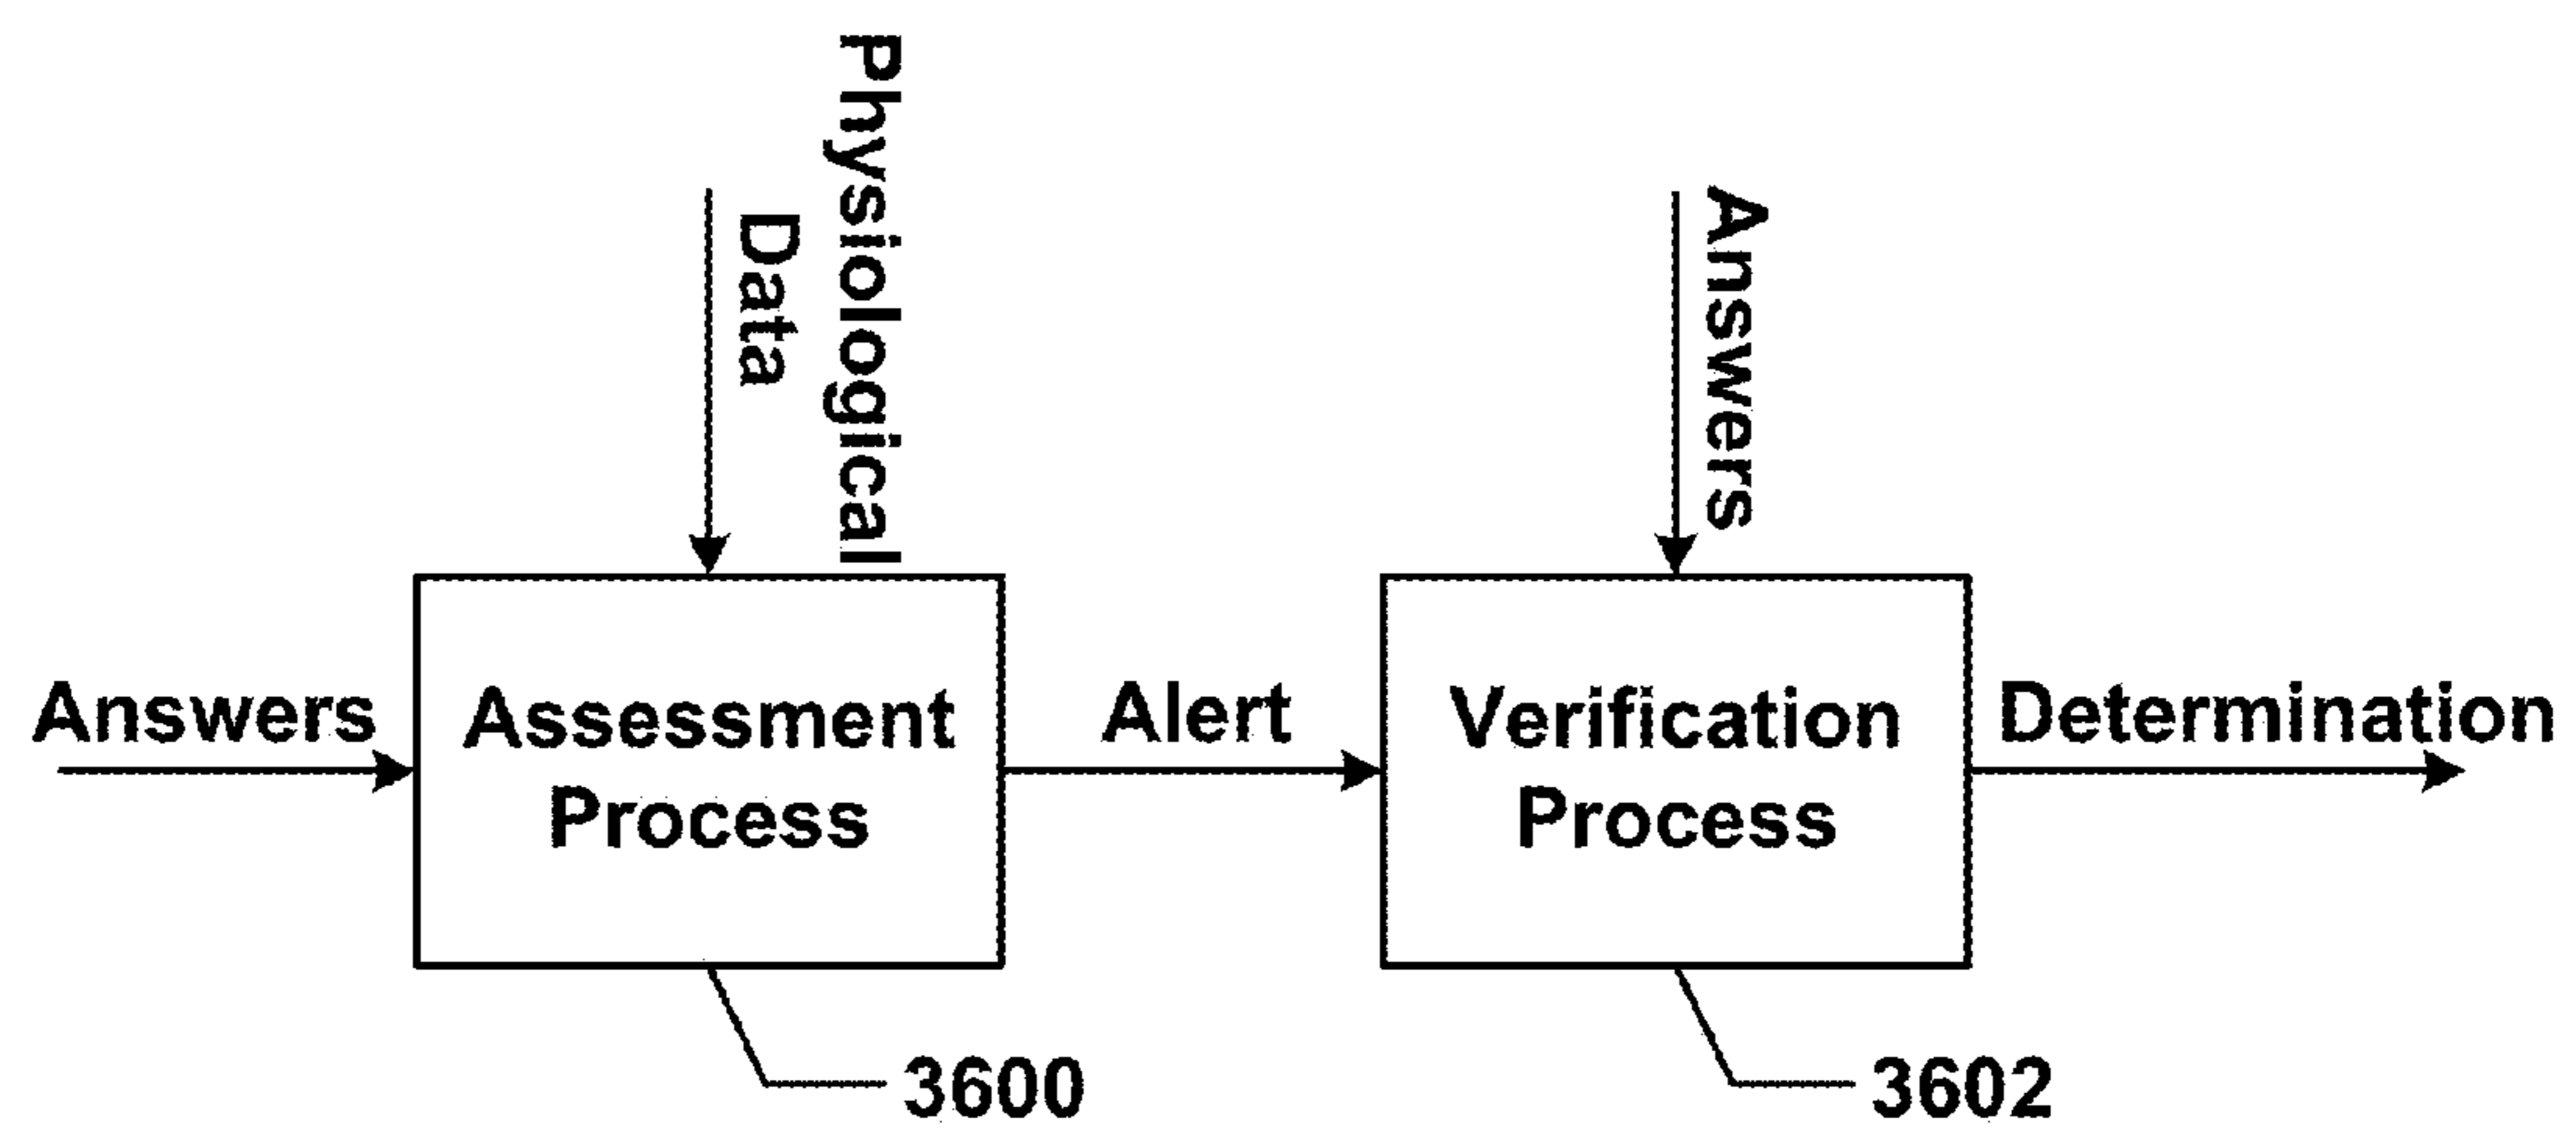 Physiological
Data
Answers
Answers
Assessment
Process
Alert
Verification
Process
Determination
3600
3602